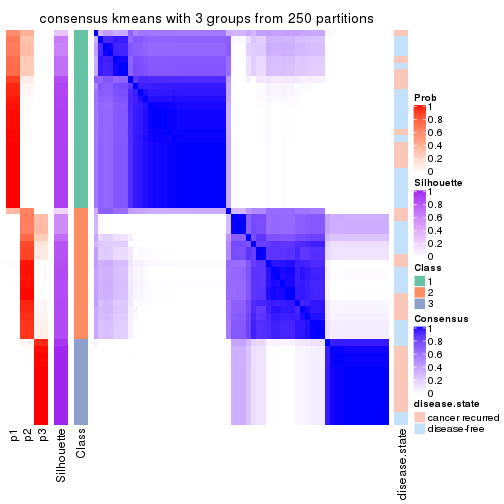 consensus kmeans with 3 groups from 250 partitions
Prob
1
0.8
0.6
0.4
0.2
0
Silhouette
1
0.8
0.6
0.4
0.2
0
Class
1
2
3
Consensus
1
0.8
0.6
0.4
0.2
0
disease.state
cancer recurred
disease-free
p1
p2
p3
Silhouette
Class
disease.state